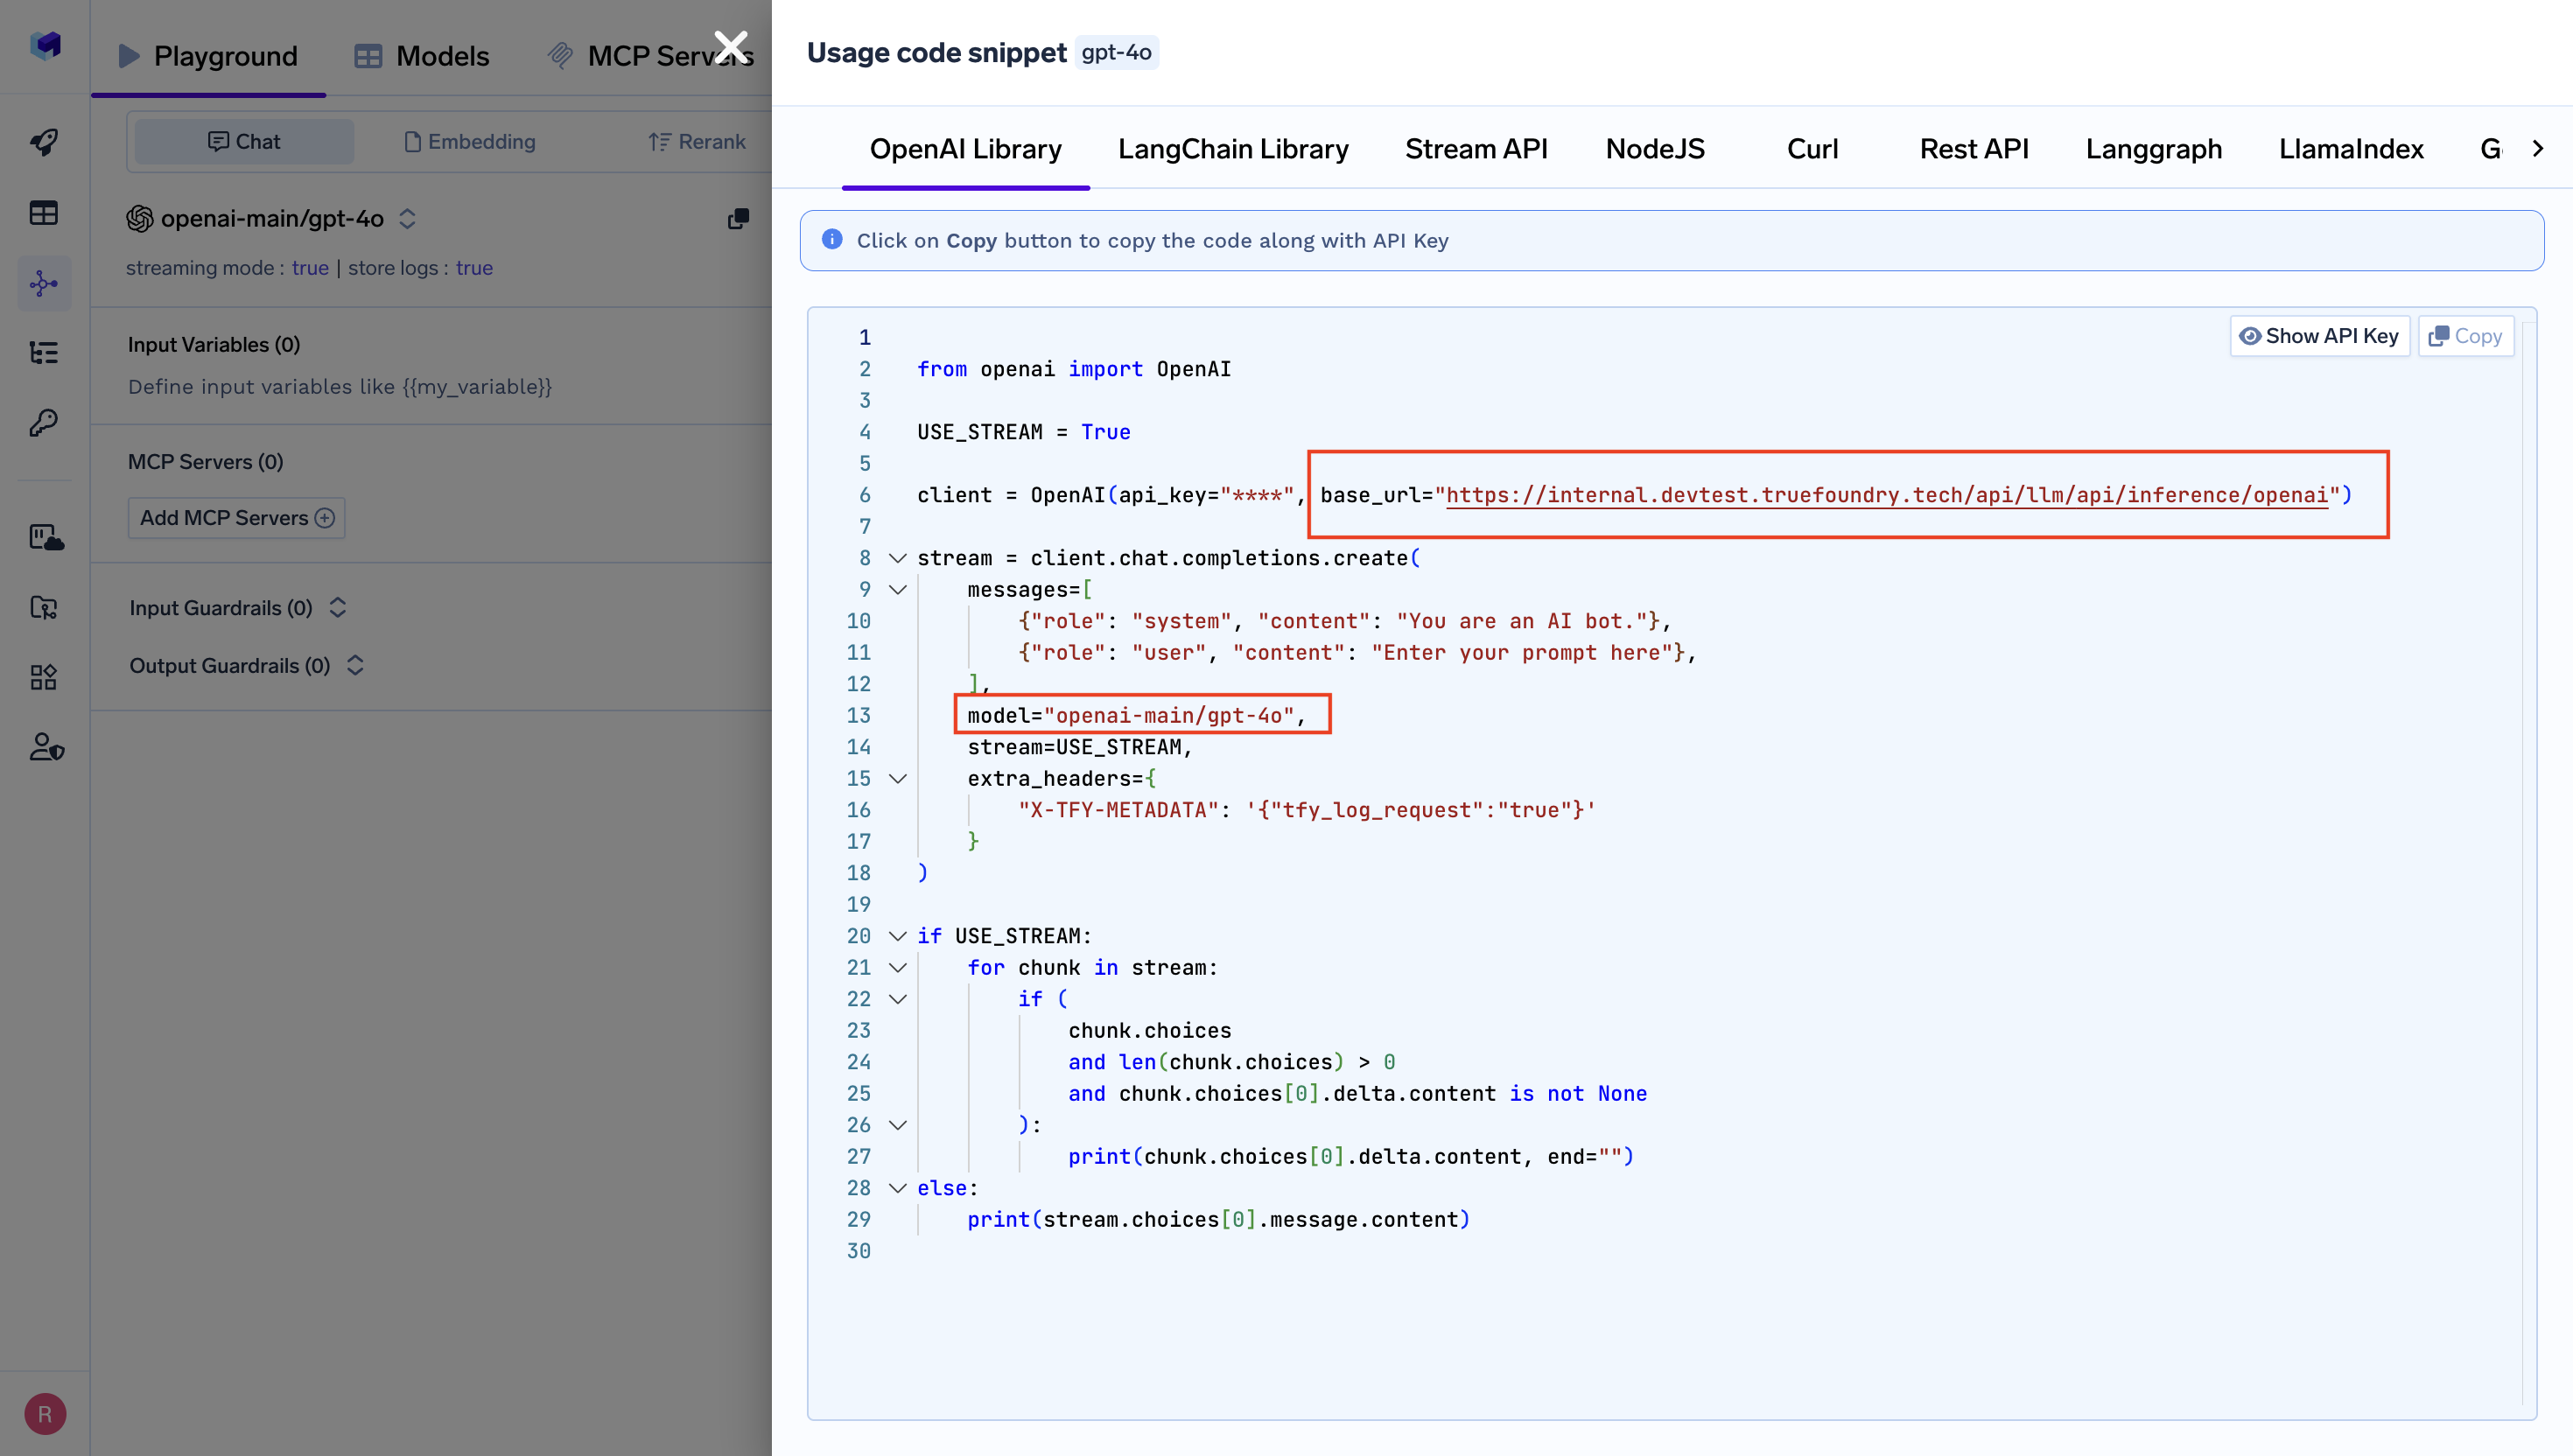 Playground
Models
MCP Servers
Chat
Embedding
Rerank
openai-main/gpt-4o
streaming mode : true | store logs : true
Input Variables (0)
Define input variables like {{my_variable}}
MCP Servers (0)
Add MCP Servers
Input Guardrails (0)
Output Guardrails (0)
R
Usage code snippet gpt-4o
OpenAI Library
LangChain Library
Stream API
NodeJS
Curl
Rest API
Langgraph
LlamaIndex
G
Click on Copy button to copy the code along with API Key
Show API Key
Copy
1
2 from openai import OpenAI
3
4 USE_STREAM = True
5
6 client = OpenAI(api_key="****", base_url="https://internal.devtest.truefoundry.tech/api/llm/api/inference/openai")
7
8 stream = client.chat.completions.create(
9 messages=[
10 {"role": "system", "content": "You are an AI bot."},
11 {"role": "user", "content": "Enter your prompt here"},
12 ],
13 model="openai-main/gpt-4o",
14 stream=USE_STREAM,
15 extra_headers={
16 "X-TFY-METADATA": '{"tfy_log_request":"true"}'
17 }
18 )
19
20 if USE_STREAM:
21 for chunk in stream:
22 if (
23 chunk.choices
24 and len(chunk.choices) > 0
25 and chunk.choices[0].delta.content is not None
26 ):
27 print(chunk.choices[0].delta.content, end="")
28 else:
29 print(stream.choices[0].message.content)
30